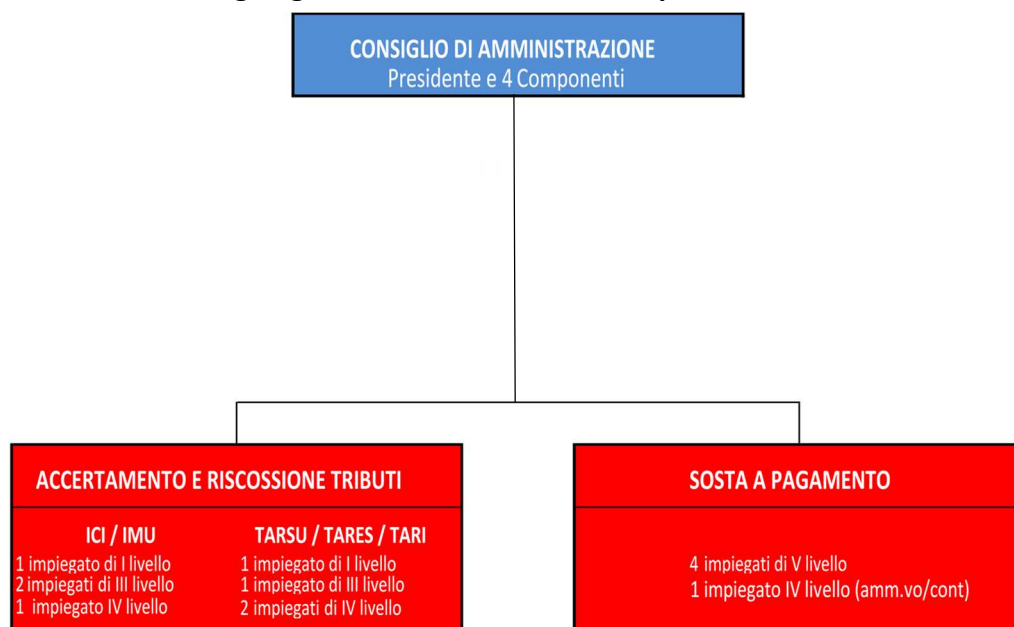 CONSIGLIO DI AMMINISTRAZIONE
Presidente e 4 Componenti
ACCERTAMENTO E RISCOSSIONE TRIBUTI
ICI / IMU
1 impiegato di I livello
2 impiegati di III livello
1 impiegato IV livello
TARSU / TARES / TARI
1 impiegato di I livello
1 impiegato di III livello
2 impiegati di IV livello
SOSTA A PAGAMENTO
4 impiegati di V livello
1 impiegato IV livello (amm.vo/cont)